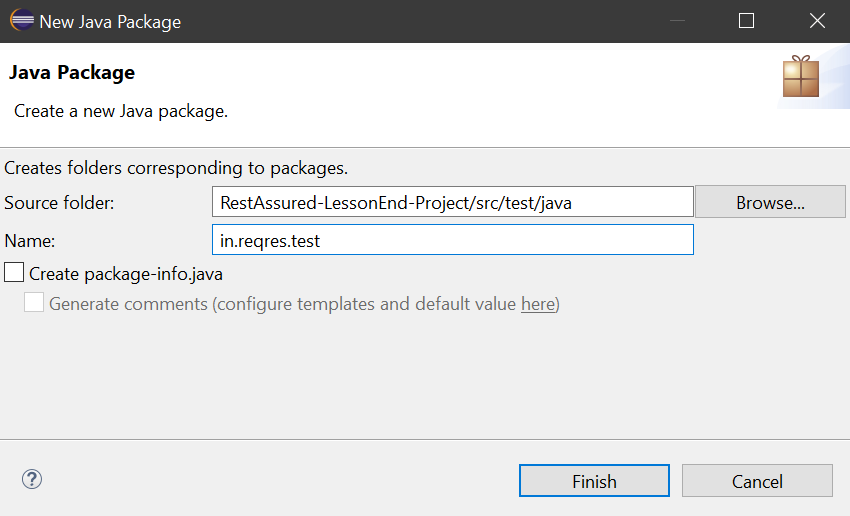 New Java Package
Java Package
Create a new Java package.
Creates folders corresponding to packages.
Source folder: RestAssured-LessonEnd-Project/src/test/java Browse...
Name: in.reqres.test
Create package-info.java
Generate comments (configure templates and default value here)
? Finish Cancel